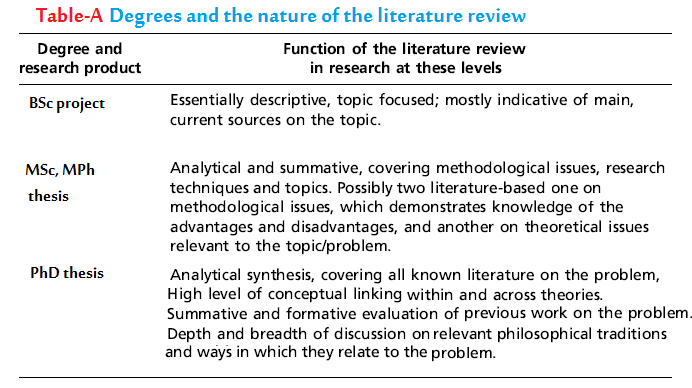 Table-A Degrees and the nature of the literature review
Degree and research product
Function of the literature review in research at these levels
BSc project
Essentially descriptive, topic focused; mostly indicative of main,
current sources on the topic.
MSc, MPh thesis
Analytical and summative, covering methodological issues, research
techniques and topics. Possibly two literature-based one on
methodological issues, which demonstrates knowledge of the
advantages and disadvantages, and another on theoretical issues
relevant to the topic/problem.
PhD thesis
Analytical synthesis, covering all known literature on the problem,
High level of conceptual linking within and across theories.
Summative and formative evaluation of previous work on the problem.
Depth and breadth of discussion on relevant philosophical traditions
and ways in which they relate to the problem.